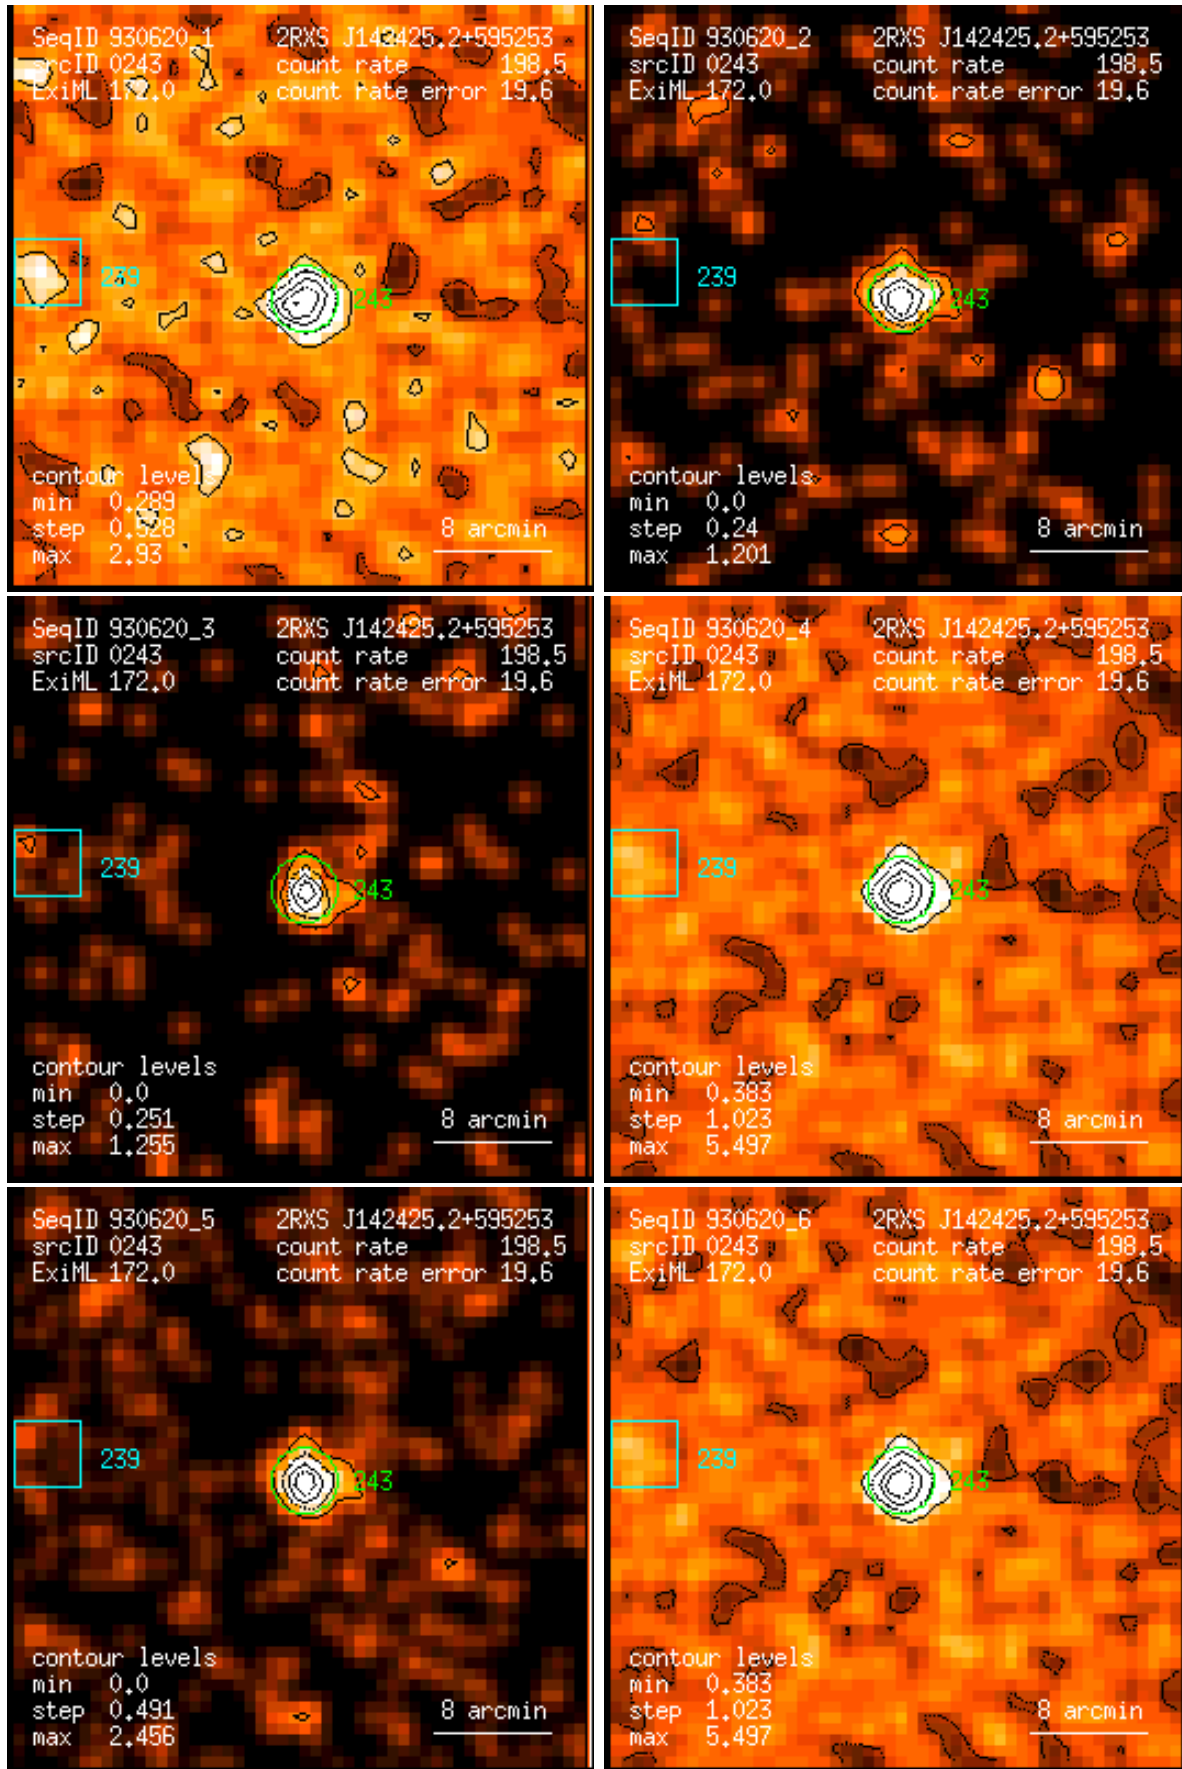 SeqID 930620_1 2RXS J142425.2+595253
srcID 0243 count rate 198.5
ExiML 172.0 count rate error 19.6
239
243
contour levels
min 0.289
step 0.528
max 2.93
8 arcmin
SeqID 930620_2 2RXS J142425.2+595253
srcID 0243 count rate 198.5
ExiML 172.0 count rate error 19.6
239
243
contour levels
min 0.0
step 0.24
max 1.201
8 arcmin
SeqID 930620_3 2RXS J142425.2+595253
srcID 0243 count rate 198.5
ExiML 172.0 count rate error 19.6
239
243
contour levels
min 0.0
step 0.251
max 1.255
8 arcmin
SeqID 930620_4 2RXS J142425.2+595253
srcID 0243 count rate 198.5
ExiML 172.0 count rate error 19.6
239
243
contour levels
min 0.383
step 1.023
max 5.497
8 arcmin
SeqID 930620_5 2RXS J142425.2+595253
srcID 0243 count rate 198.5
ExiML 172.0 count rate error 19.6
239
243
contour levels
min 0.0
step 0.491
max 2.456
8 arcmin
SeqID 930620_6 2RXS J142425.2+595253
srcID 0243 count rate 198.5
ExiML 172.0 count rate error 19.6
239
243
contour levels
min 0.383
step 1.023
max 5.497
8 arcmin